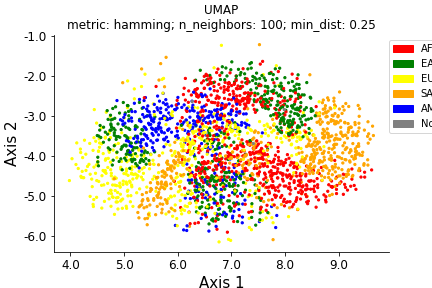 UMAP
metric: hamming; n_neighbors: 100; min_dist: 0.25
-1.0
-2.0
-3.0
-4.0
-5.0
-6.0
Axis 2
4.0 5.0 6.0 7.0 8.0 9.0
Axis 1
AF
EA
EU
SA
AM